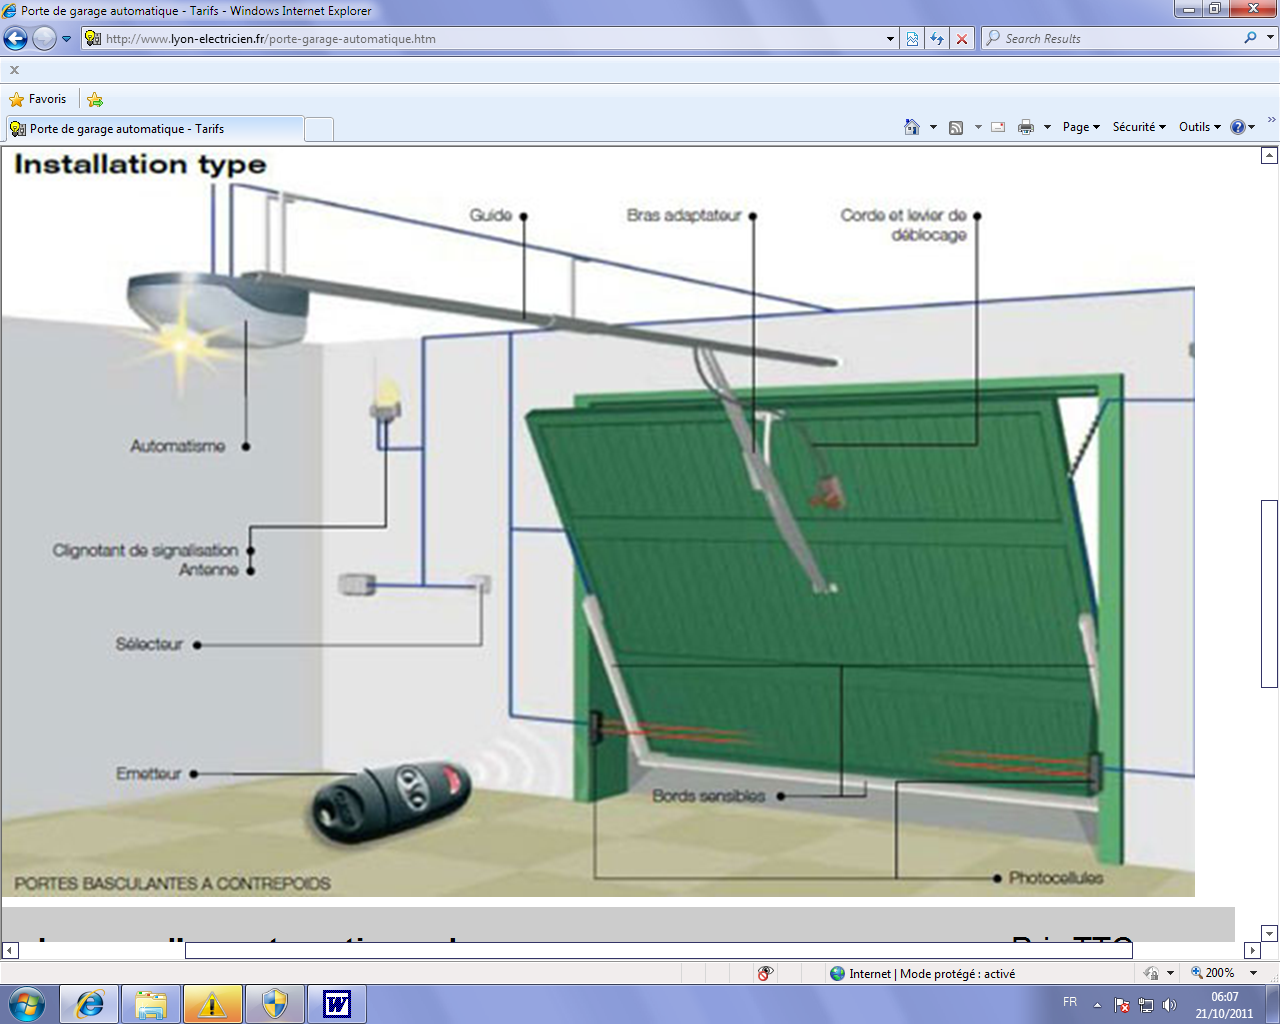 Porte de garage automatique - Tarifs - Windows Internet Explorer
http://www.lyon-electricien.fr/porte-garage-automatique.htm
Search Results
x
Favoris
Porte de garage automatique - Tarifs
Page
Sécurité
Outils
Installation type
Guide
Bras adaptateur
Corde et levier de
déblocage
Automatisme
Clignotant de signalisation
Antenne
Sélecteur
Emetteur
Bords sensibles
Photocellules
PORTES BASCULANTES A CONTREPOIDS
Prix TTC
Internet | Mode protégé : activé
200%
FR
06:07
21/10/2011